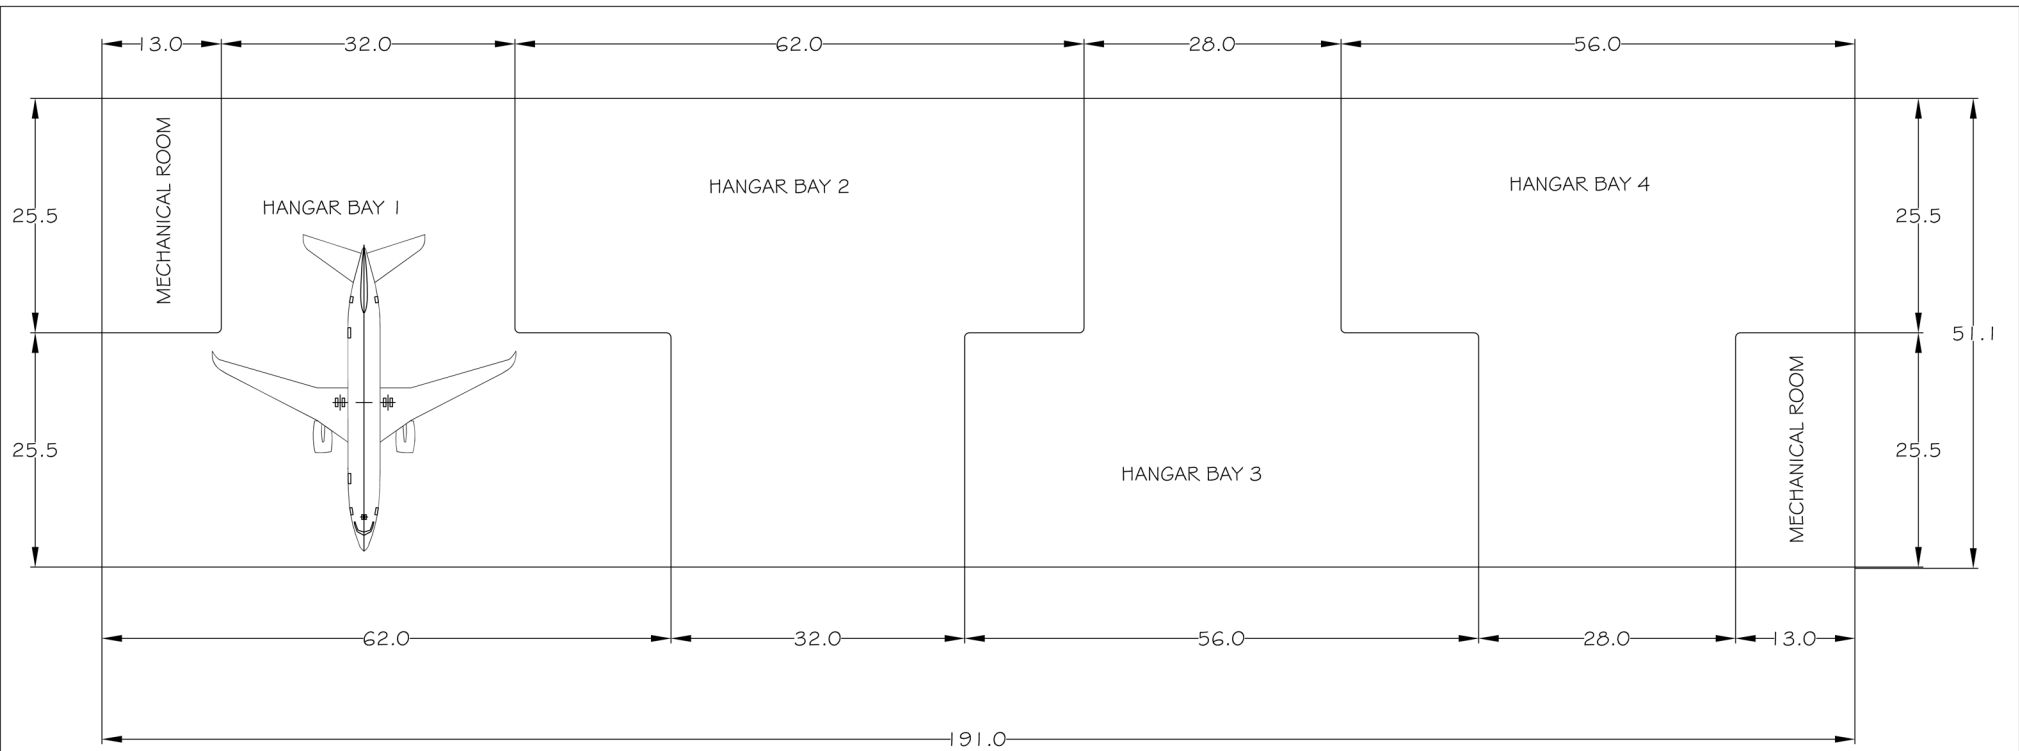 13.0 32.0 62.0 28.0 56.0
MECHANICAL ROOM
HANGAR BAY 1
HANGAR BAY 2
HANGAR BAY 4
25.5
25.5
51.1
25.5
25.5
HANGAR BAY 3
MECHANICAL ROOM
62.0 32.0 56.0 28.0 13.0
191.0